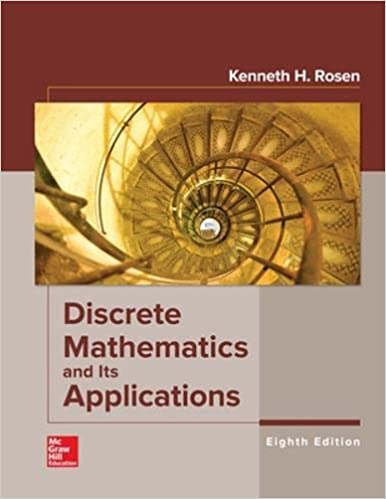 Kenneth H. Rosen
Discrete
Mathematics
and Its
Applications
Mc
Graw
Hill
Education
Eighth Edition